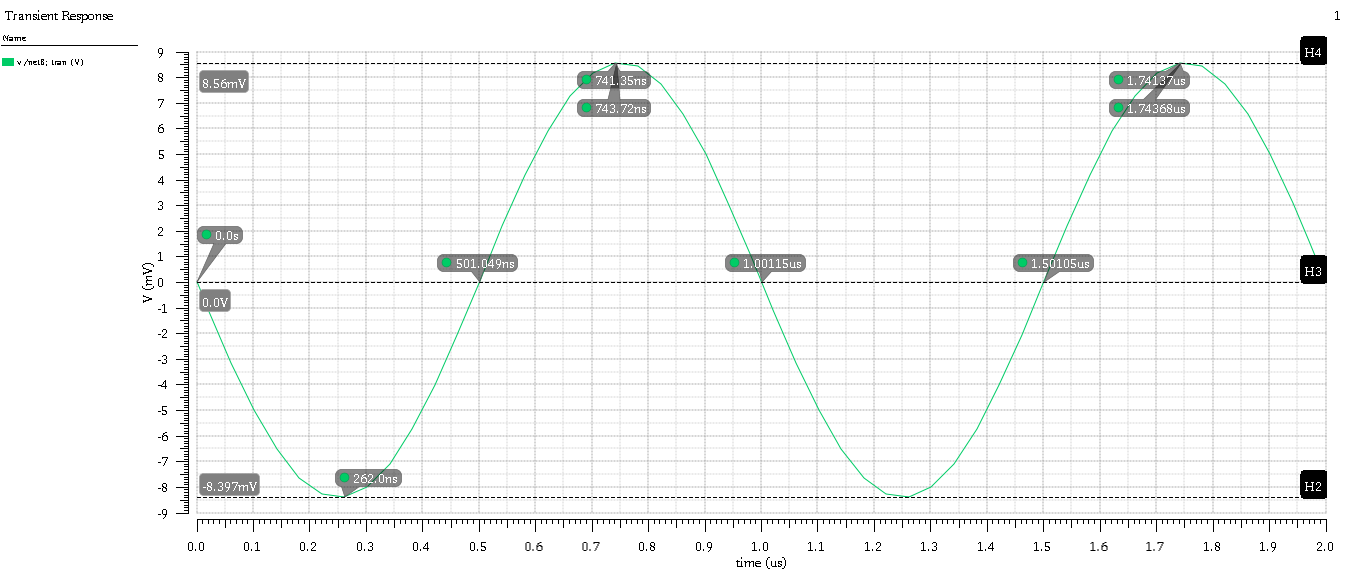 Transient Response
1
Name
v /net8; tran (V)
V (mV)
9
8
7
6
5
4
3
2
1
0
-1
-2
-3
-4
-5
-6
-7
-8
-9
8.56mV
0.0V
-8.397mV
0.0s
262.0ns
501.049ns
741.35ns
743.72ns
1.00115us
1.50105us
1.74137us
1.74368us
H4
H3
H2
0.0 0.1 0.2 0.3 0.4 0.5 0.6 0.7 0.8 0.9 1.0 1.1 1.2 1.3 1.4 1.5 1.6 1.7 1.8 1.9 2.0
time (us)